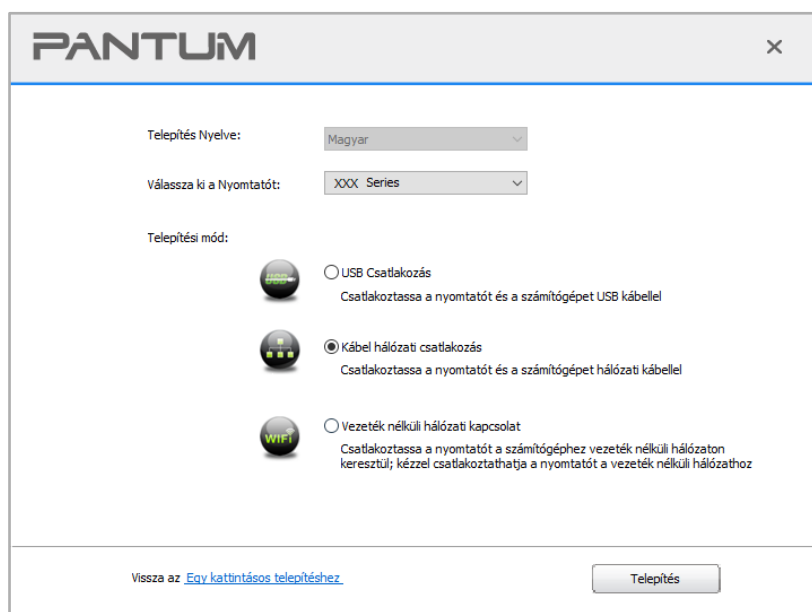 PANTUM
Telepítés Nyelve:
Magyar
Válassza ki a Nyomtatót:
XXX Series
Telepítési mód:
USB
USB Csatlakozás
Csatlakoztassa a nyomtatót és a számítógépet USB kábellel
Kábel hálózati csatlakozás
Csatlakoztassa a nyomtatót és a számítógépet hálózati kábellel
WiFi
Vezeték nélküli hálózati kapcsolat
Csatlakoztassa a nyomtatót a számítógéphez vezeték nélküli hálózaton
keresztül; kézzel csatlakoztathatja a nyomtatót a vezeték nélküli hálózathoz
Vissza az Egy kattintásos telepítéshez
Telepítés